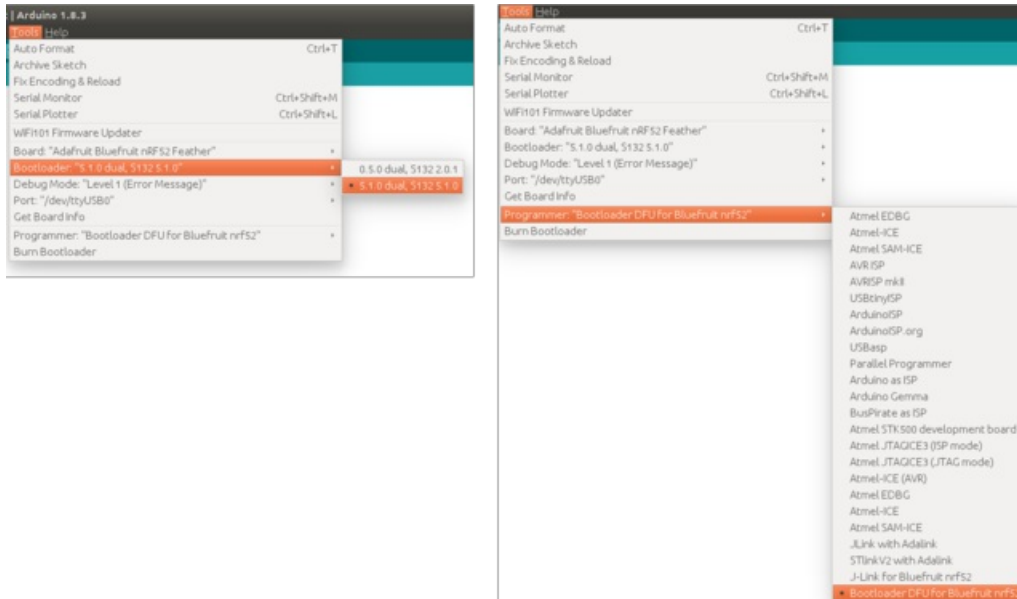 | Arduino 1.8.3
Tools Help
Auto Format Ctrl+T
Archive Sketch
Fix Encoding & Reload
Serial Monitor Ctrl+Shift+M
Serial Plotter Ctrl+Shift+L
WiFi101 Firmware Updater
Board: "Adafruit Bluefruit nRF52 Feather"
Bootloader: "5.1.0 dual, S132 5.1.0"
0.5.0 dual, S132 2.0.1
5.1.0 dual, S132 5.1.0
Debug Mode: "Level 1 (Error Message)"
Port: "/dev/ttyUSB0"
Get Board Info
Programmer: "Bootloader DFU for Bluefruit nrf52"
Burn Bootloader
Tools Help
Auto Format Ctrl+T
Archive Sketch
Fix Encoding & Reload
Serial Monitor Ctrl+Shift+M
Serial Plotter Ctrl+Shift+L
WiFi101 Firmware Updater
Board: "Adafruit Bluefruit nRF52 Feather"
Bootloader: "5.1.0 dual, S132 5.1.0"
Debug Mode: "Level 1 (Error Message)"
Port: "/dev/ttyUSB0"
Get Board Info
Programmer: "Bootloader DFU for Bluefruit nrf52"
Burn Bootloader
Atmel EDBG
Atmel-ICE
Atmel SAM-ICE
AVR ISP
AVRISP mkII
USBtinyISP
ArduinoISP
ArduinoISP.org
USBasp
Parallel Programmer
Arduino as ISP
Arduino Gemma
BusPirate as ISP
Atmel STK500 development board
Atmel JTAGICE3 (ISP mode)
Atmel JTAGICE3 (JTAG mode)
Atmel-ICE (AVR)
Atmel EDBG
Atmel-ICE
Atmel SAM-ICE
JLink with Adalink
STlinkV2 with Adalink
J-Link for Bluefruit nrf52
Bootloader DFU for Bluefruit nrf52